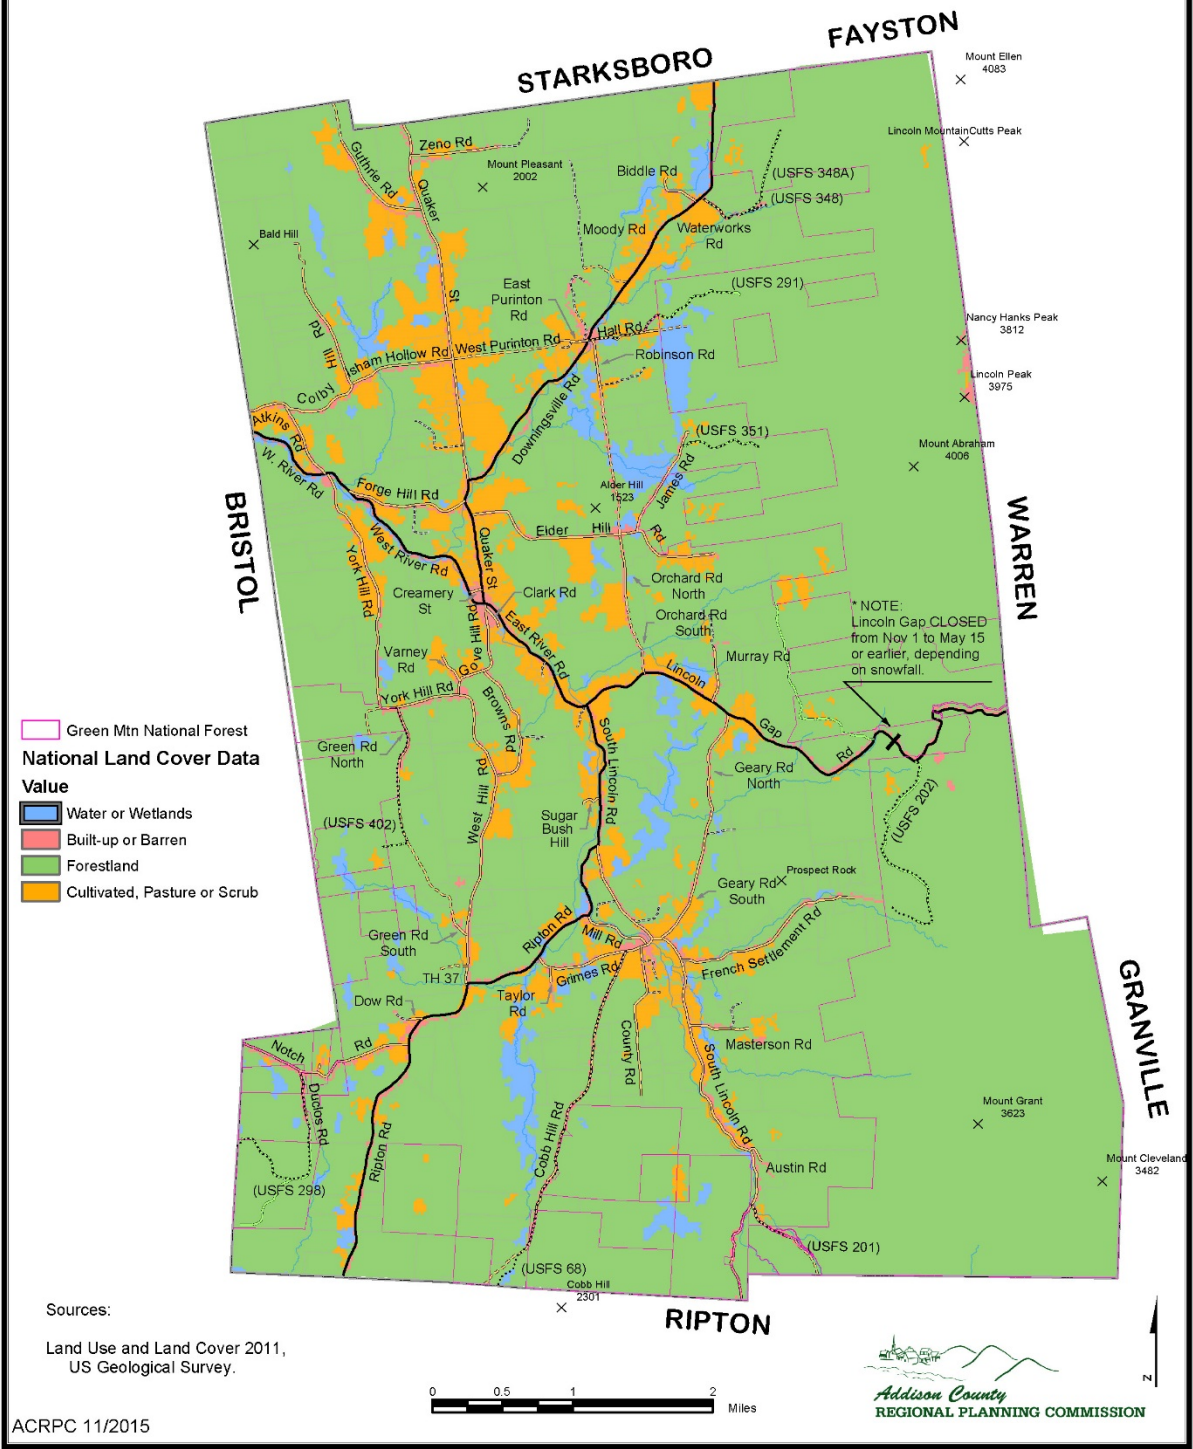 FAYSTON
STARKSBORO
Mount Ellen
4083
Lincoln Mountain
Cutts Peak
Zeno Rd
Guthrie Rd
Quaker
St
Mount Pleasant
2002
Biddle Rd
(USFS 348A)
(USFS 348)
Moody Rd
Waterworks
Rd
Bald Hill
East
Purinton
Rd
(USFS 291)
Hall Rd
Nancy Hanks Peak
3812
Hill Rd
Isham Hollow Rd
West Purinton Rd
Robinson Rd
Lincoln Peak
3975
Colby
Downingsville Rd
Atkins Rd
(USFS 351)
W. River Rd
Mount Abraham
4006
Forge Hill Rd
Alder Hill
1523
James Rd
BRISTOL
WARREN
West River Rd
Quaker St
Elder Hill Rd
York Hill Rd
Orchard Rd
North
Creamery
St
Clark Rd
* NOTE:
Lincoln Gap CLOSED
from Nov 1 to May 15
or earlier, depending
on snowfall.
Orchard Rd
South
East River Rd
Varney
Rd
Gove Hill Rd
Murray Rd
Lincoln Gap Rd
York Hill Rd
Browns Rd
Green Rd
North
South Lincoln Rd
Geary Rd
North
West Hill Rd
(USFS 202)
Sugar
Bush
Hill
(USFS 402)
Prospect Rock
Geary Rd
South
Green Rd
South
Ripton Rd
Mill Rd
French Settlement Rd
GRANVILLE
TH 37
Grimes Rd
Taylor
Rd
Dow Rd
Notch Rd
County Rd
Masterson Rd
South Lincoln Rd
Duclos Rd
Mount Grant
3623
Ripton Rd
Cobb Hill Rd
Austin Rd
Mount Cleveland
3482
(USFS 298)
(USFS 201)
(USFS 68)
Cobb Hill
2301
RIPTON
Green Mtn National Forest
National Land Cover Data
Value
Water or Wetlands
Built-up or Barren
Forestland
Cultivated, Pasture or Scrub
Sources:
Land Use and Land Cover 2011,
US Geological Survey.
0 0.5 1 2
Miles
N
Addison County
REGIONAL PLANNING COMMISSION
ACRPC 11/2015